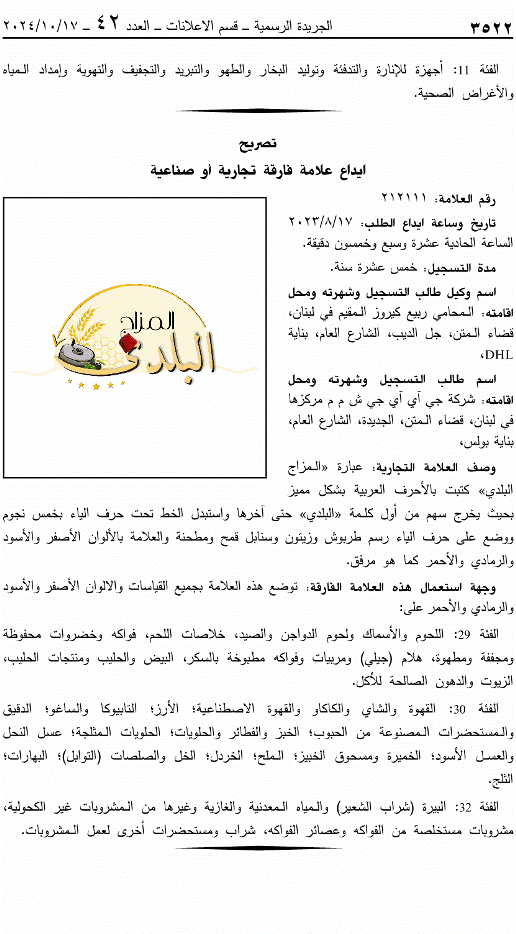 ٣٥٢٢ الجريدة الرسمية ــ قسم الاعلانات ــ العدد ٤٢ ــ ٢٠٢٤/١٠/١٧
الفئة 11: أجهزة للإنارة والتدفئة وتوليد البخار والطهو والتبريد والتجفيف والتهوية وإمداد المياه
والأغراض الصحية.
تصريح
ايداع علامة فارقة تجارية أو صناعية
رقم العلامة: ٢١٢١١١
تاريخ وساعة ايداع الطلب: ٢٠٢٣/٨/١٧
الساعة الحادية عشرة وسبع وخمسون دقيقة.
مدة التسجيل: خمس عشرة سنة.
اسم وكيل طالب التسجيل وشهرته ومحل
اقامته: المحامي ربيع كيروز المقيم في لبنان،
قضاء المتن، جل الديب، الشارع العام، بناية
DHL،
اسم طالب التسجيل وشهرته ومحل
اقامته: شركة جي آي آي جي ش م م مركزها
في لبنان، قضاء المتن، الجديدة، الشارع العام،
بناية بولس،
المزاج
البلدي
وصف العلامة التجارية: عبارة «المزاج
البلدي» كتبت بالأحرف العربية بشكل مميز
بحيث يخرج سهم من أول كلمة «البلدي» حتى آخرها واستبدل الخط تحت حرف الياء بخمس نجوم
ووضع على حرف الياء رسم طربوش وزيتون وسنابل قمح ومطحنة والعلامة بالألوان الأصفر والأسود
والرمادي والأحمر كما هو مرفق.
وجهة استعمال هذه العلامة الفارقة: توضع هذه العلامة بجميع القياسات والالوان الأصفر والأسود
والرمادي والأحمر على:
الفئة 29: اللحوم والأسماك ولحوم الدواجن والصيد، خلاصات اللحم، فواكه وخضروات محفوظة
ومجففة ومطهوة، هلام (جيلي) ومربيات وفواكه مطبوخة بالسكر، البيض والحليب ومنتجات الحليب،
الزيوت والدهون الصالحة للأكل.
الفئة 30: القهوة والشاي والكاكاو والقهوة الاصطناعية؛ الأرز؛ التابيوكا والساغو؛ الدقيق
والمستحضرات المصنوعة من الحبوب؛ الخبز والفطائر والحلويات؛ الحلويات المثلجة؛ عسل النحل
والعسل الأسود؛ الخميرة ومسحوق الخبيز؛ الملح؛ الخردل؛ الخل والصلصات (التوابل)؛ البهارات؛
الثلج.
الفئة 32: البيرة (شراب الشعير) والمياه المعدنية والغازية وغيرها من المشروبات غير الكحولية،
مشروبات مستخلصة من الفواكه وعصائر الفواكه، شراب ومستحضرات أخرى لعمل المشروبات.